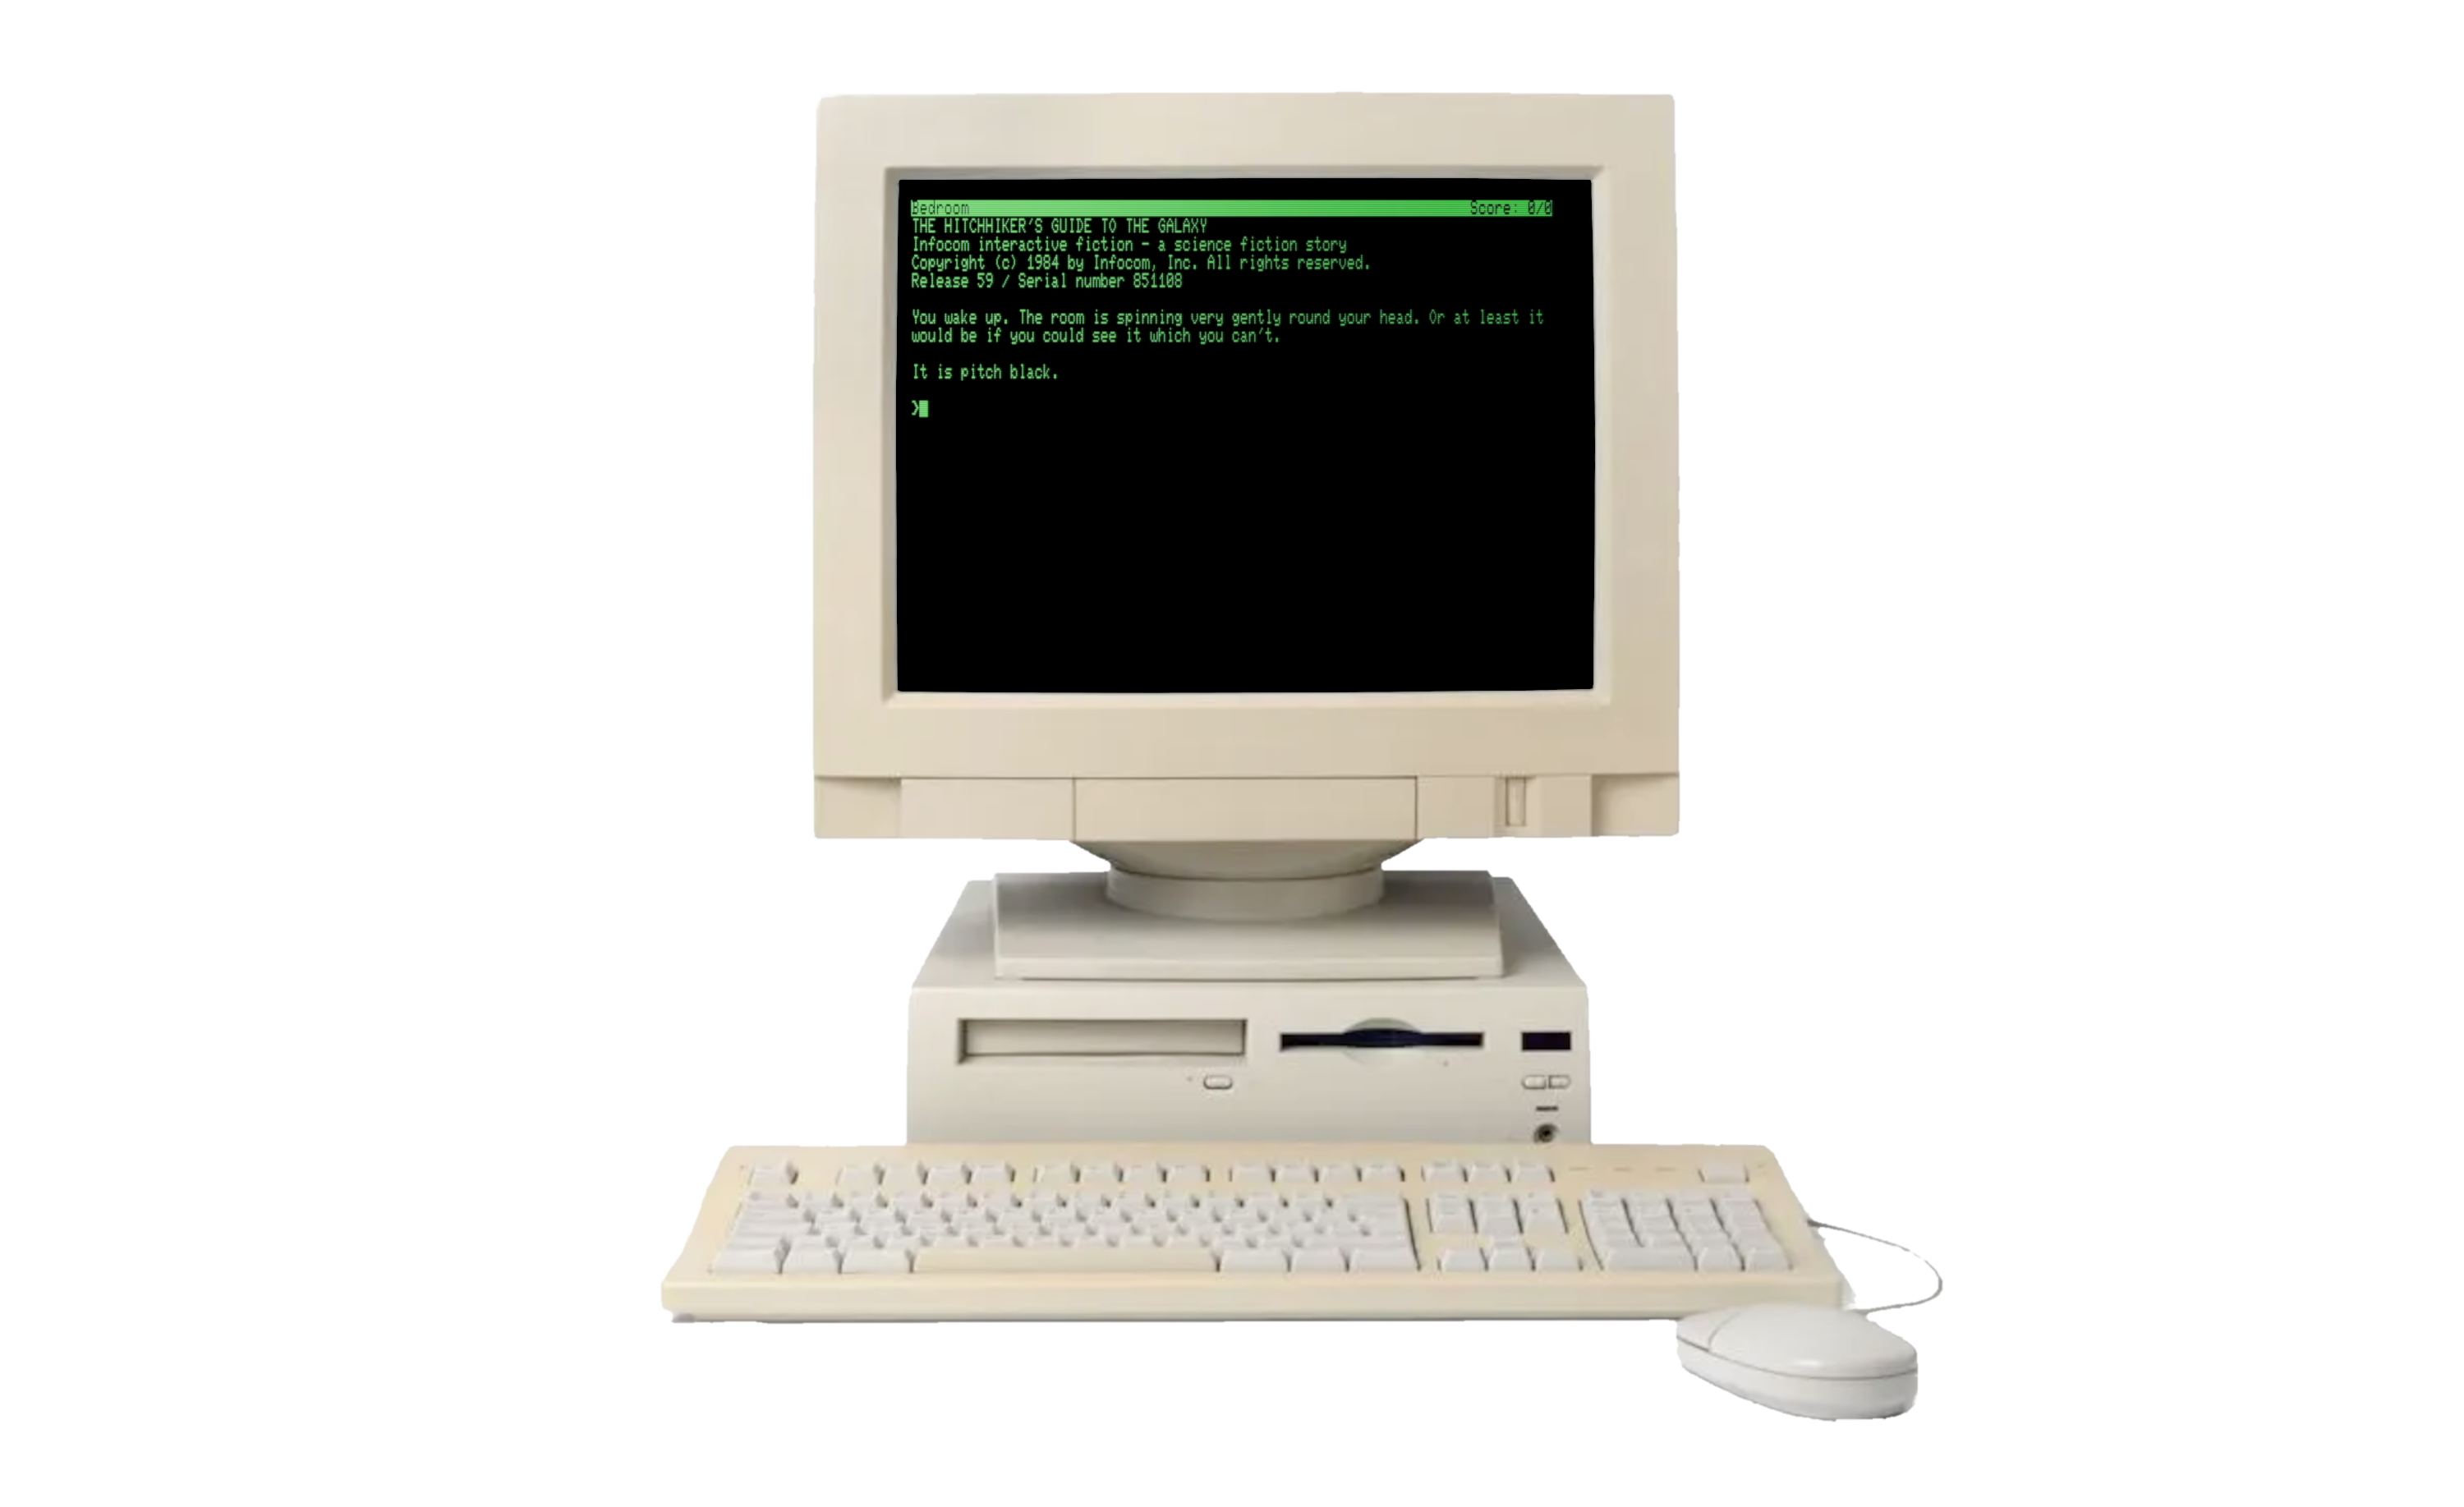 Bedroom Score: 0/0
THE HITCHHIKER'S GUIDE TO THE GALAXY
Infocom interactive fiction - a science fiction story
Copyright (c) 1984 by Infocom, Inc. All rights reserved.
Release 59 / Serial number 851108
You wake up. The room is spinning very gently round your head. Or at least it
would be if you could see it which you can't.
It is pitch black.
>